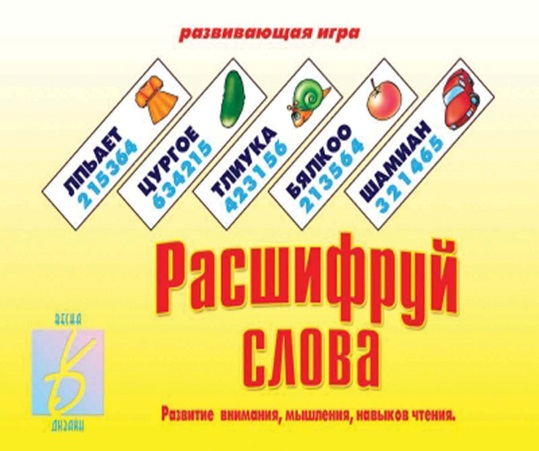 развивающая игра
ЛПЬАЕТ
215364
ЦУРГОЕ
634215
ТЛИУКА
423156
БЯЛКОО
213564
ШАМИАН
321465
Расшифруй
слова
ВЕСНА
ДИЗАЙН
Развитие внимания, мышления, навыков чтения.